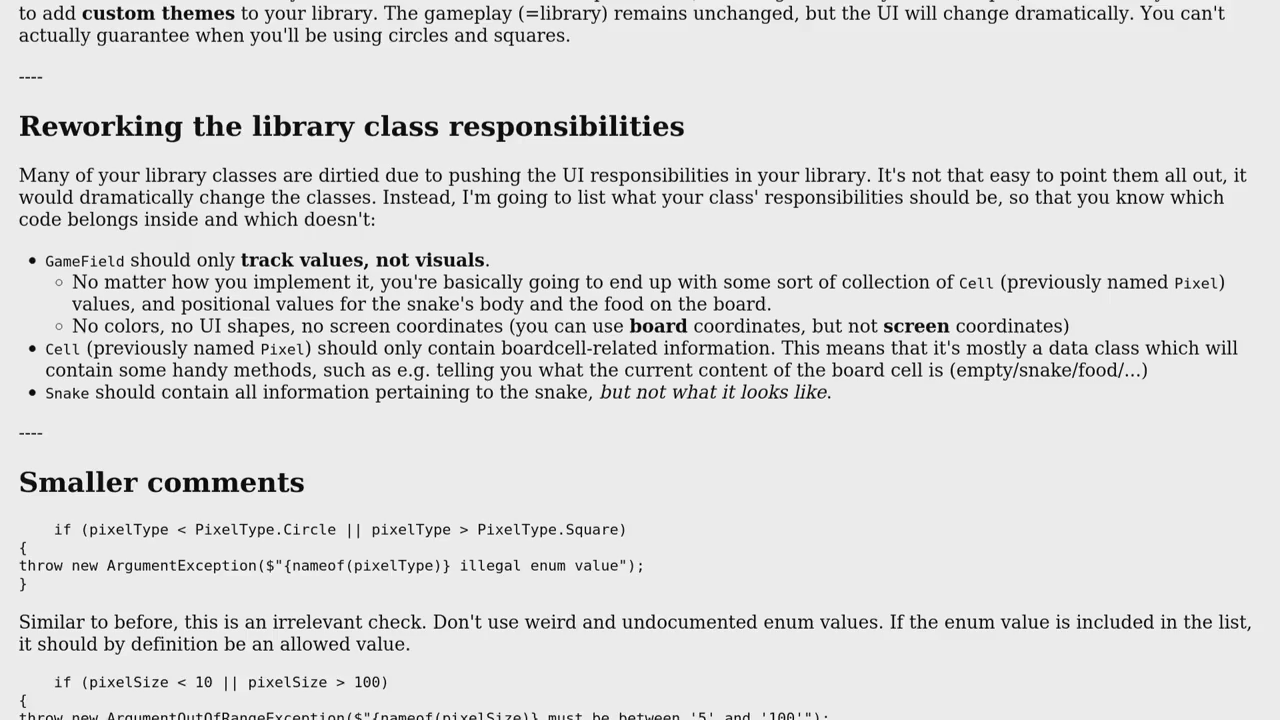 to add custom themes to your library. The gameplay (=library) remains unchanged, but the UI will change dramatically. You can't
actually guarantee when you'll be using circles and squares.
----
Reworking the library class responsibilities
Many of your library classes are dirtied due to pushing the UI responsibilities in your library. It's not that easy to point them all out, it
would dramatically change the classes. Instead, I'm going to list what your class' responsibilities should be, so that you know which
code belongs inside and which doesn't:
• GameField should only track values, not visuals.
◦ No matter how you implement it, you're basically going to end up with some sort of collection of Cell (previously named Pixel)
values, and positional values for the snake's body and the food on the board.
◦ No colors, no UI shapes, no screen coordinates (you can use board coordinates, but not screen coordinates)
• Cell (previously named Pixel) should only contain boardcell-related information. This means that it's mostly a data class which will
contain some handy methods, such as e.g. telling you what the current content of the board cell is (empty/snake/food/...)
• Snake should contain all information pertaining to the snake, but not what it looks like.
----
Smaller comments
if (pixelType < PixelType.Circle || pixelType > PixelType.Square)
{
throw new ArgumentException($"{nameof(pixelType)} illegal enum value");
}
Similar to before, this is an irrelevant check. Don't use weird and undocumented enum values. If the enum value is included in the list,
it should by definition be an allowed value.
if (pixelSize < 10 || pixelSize > 100)
{
throw new ArgumentOutOfRangeException($"{nameof(pixelSize)} must be between '5' and '100'");